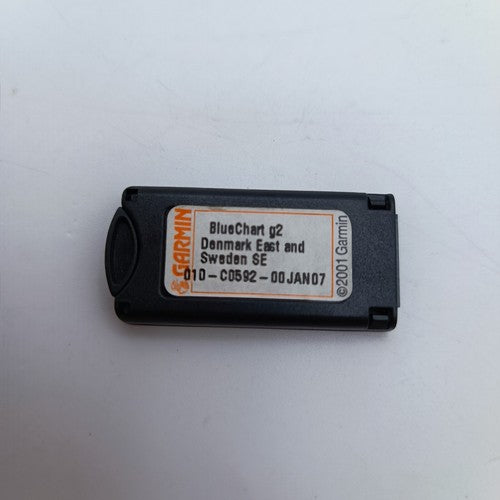 GARMIN
BlueChart g2
Denmark East and
Sweden SE
010-C0592-00JAN07
©2001 Garmin